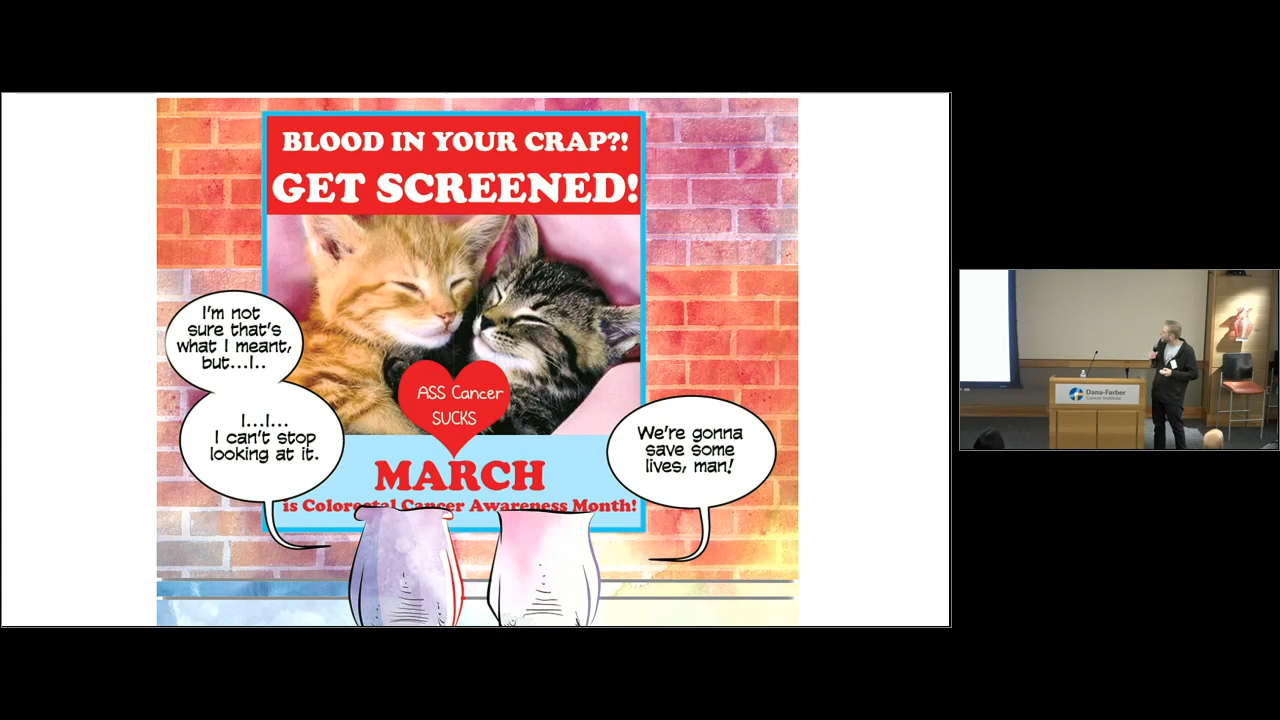 BLOOD IN YOUR CRAP?!
GET SCREENED!
I'm not
sure that's
what I meant,
but...I..
I...I...
I can't stop
looking at it.
ASS Cancer
SUCKS
We're gonna
save some
lives, man!
MARCH
is Colorectal Cancer Awareness Month!
Dana-Farber
Cancer Institute